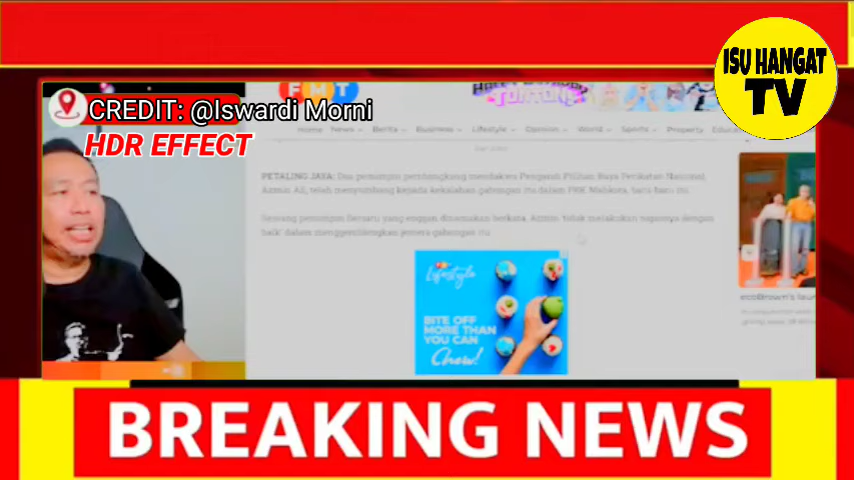 ISU HANGAT
TV
CREDIT: @Iswardi Morni
HDR EFFECT
FMT
Home News Berita Business Lifestyle Opinion World Sports Property
PETALING JAYA: Dua pemimpin pembangkang mendakwa Pengarah Pilihan Raya Perikatan Nasional,
Azmin Ali, telah menyumbang kepada kekalahan gabungan itu dalam PRK Mahkota, baru-baru ini.
Seorang pemimpin Bersatu yang enggan dinamakan berkata, Azmin 'tidak melakukan tugasnya dengan
baik' dalam menggembleng jentera gabungan itu
Lifestyle
BITE OFF
MORE THAN
YOU CAN
Chew!
BREAKING NEWS